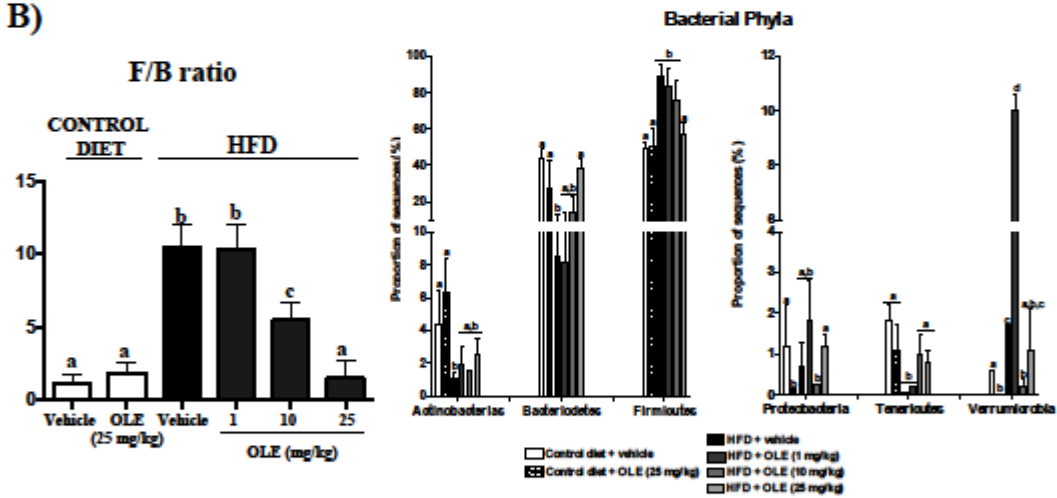 B)
F/B ratio
CONTROL
DIET
HFD
15
10
5
0
a
a
b
b
c
a
Vehicle
OLE
(25 mg/kg)
Vehicle
1
10
25
OLE (mg/kg)
Bacterial Phyla
Proportion of sequences (%)
100
80
60
40
20
8
6
4
2
0
a
a
b
a,b
a
a
b
a,b
a
a
a
b
a
Actinobacterias
Bacteriodetes
Firmicutes
Proportion of sequences (%)
12
10
8
6
4
2
1
0
a
b
a,b
b
a
a
b
a
a
b
c
d
b
a,b,c
Proteobacteria
Tenericutes
Verrumicrobia
Control diet + vehicle
Control diet + OLE (25 mg/kg)
HFD + vehicle
HFD + OLE (1 mg/kg)
HFD + OLE (10 mg/kg)
HFD + OLE (25 mg/kg)